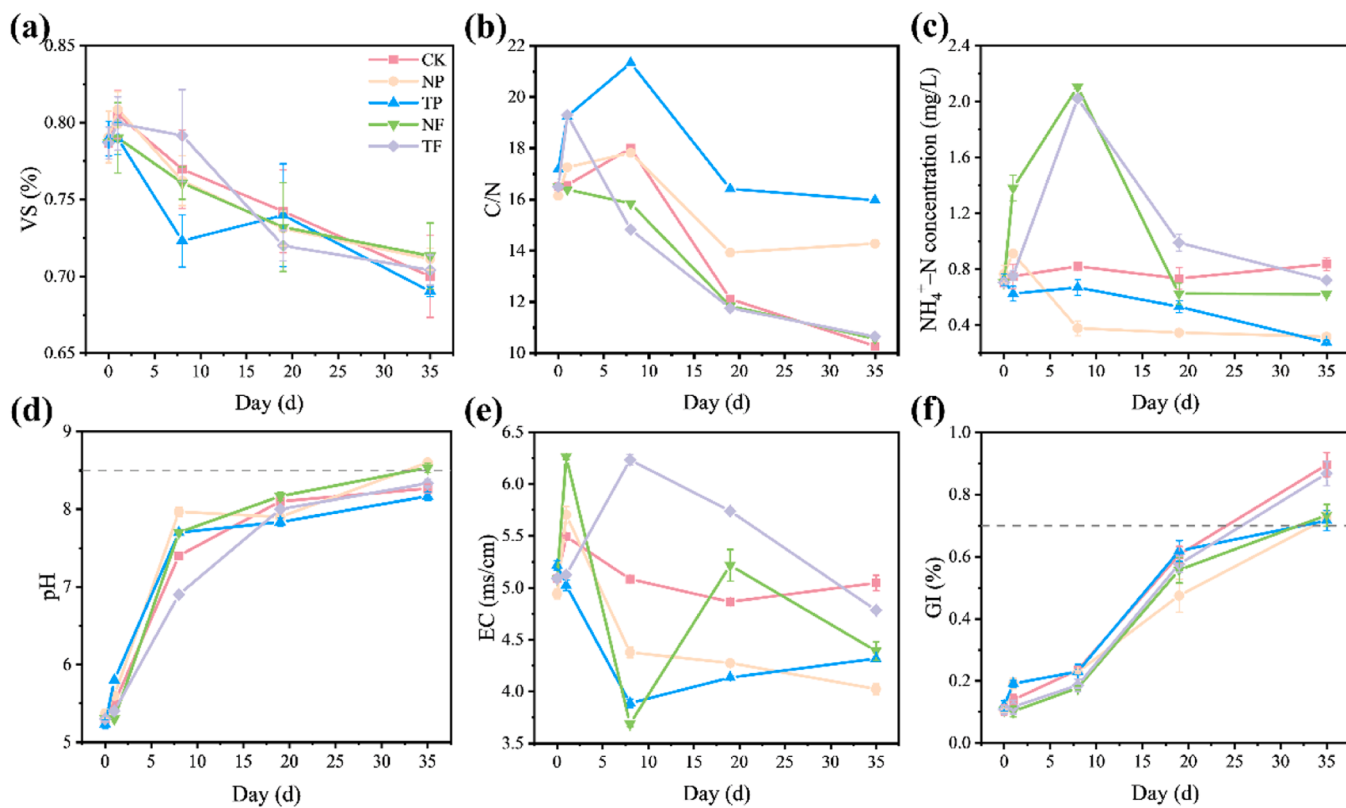 (a)
0.85
0.80
0.75
0.70
0.65
VS (%)
CK
NP
TP
NF
TF
0 5 10 15 20 25 30 35
Day (d)
(b)
22
20
18
16
14
12
10
C/N
0 5 10 15 20 25 30 35
Day (d)
(c)
2.4
2.0
1.6
1.2
0.8
0.4
NH₄⁺–N concentration (mg/L)
0 5 10 15 20 25 30 35
Day (d)
(d)
9
8
7
6
5
pH
0 5 10 15 20 25 30 35
Day (d)
(e)
6.5
6.0
5.5
5.0
4.5
4.0
3.5
EC (ms/cm)
0 5 10 15 20 25 30 35
Day (d)
(f)
1.0
0.8
0.6
0.4
0.2
0.0
GI (%)
0 5 10 15 20 25 30 35
Day (d)